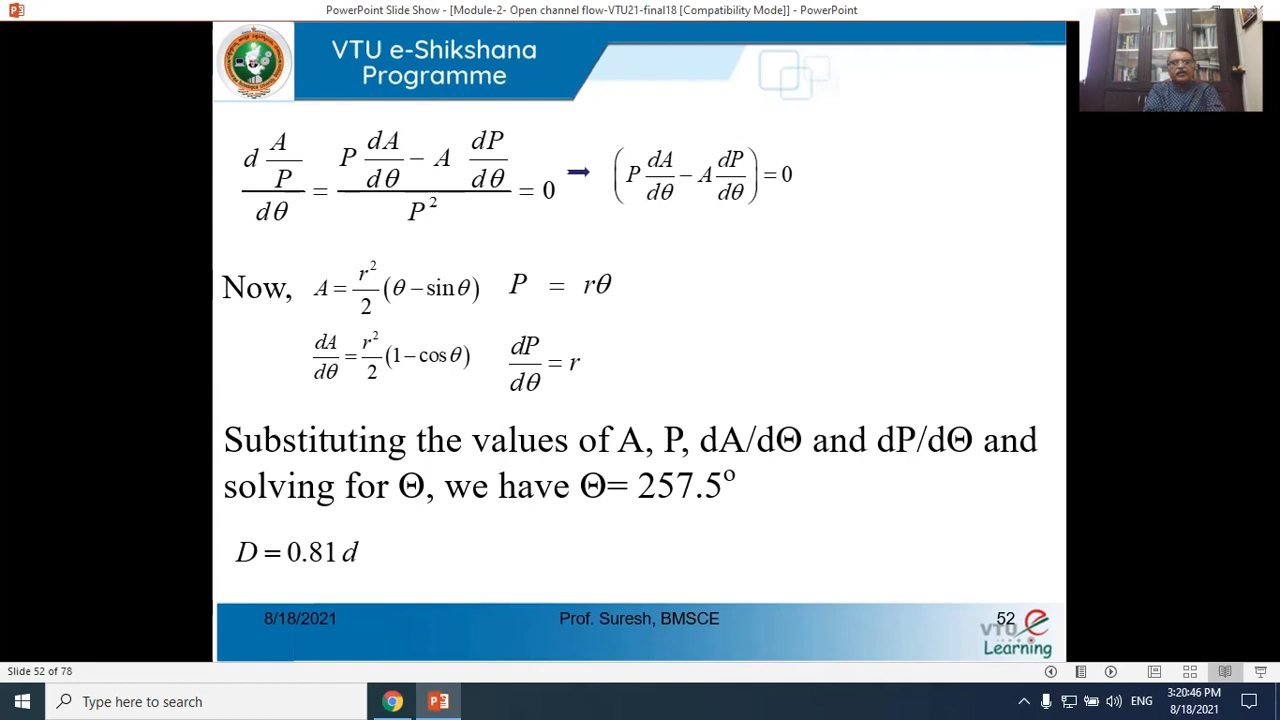 PowerPoint Slide Show - [Module-2- Open channel flow-VTU21-final18 [Compatibility Mode]] - PowerPoint
VTU e-Shikshana
Programme
d A/P / dθ = (P dA/dθ − A dP/dθ) / P² = 0 ➡ (P dA/dθ − A dP/dθ) = 0
Now, A = r²/2 (θ − sin θ) P = rθ
dA/dθ = r²/2 (1 − cos θ) dP/dθ = r
Substituting the values of A, P, dA/dΘ and dP/dΘ and
solving for Θ, we have Θ= 257.5°
D = 0.81 d
8/18/2021 Prof. Suresh, BMSCE 52
VTU e
Learning
Slide 52 of 78
Type here to search
ENG
3:20:46 PM
8/18/2021